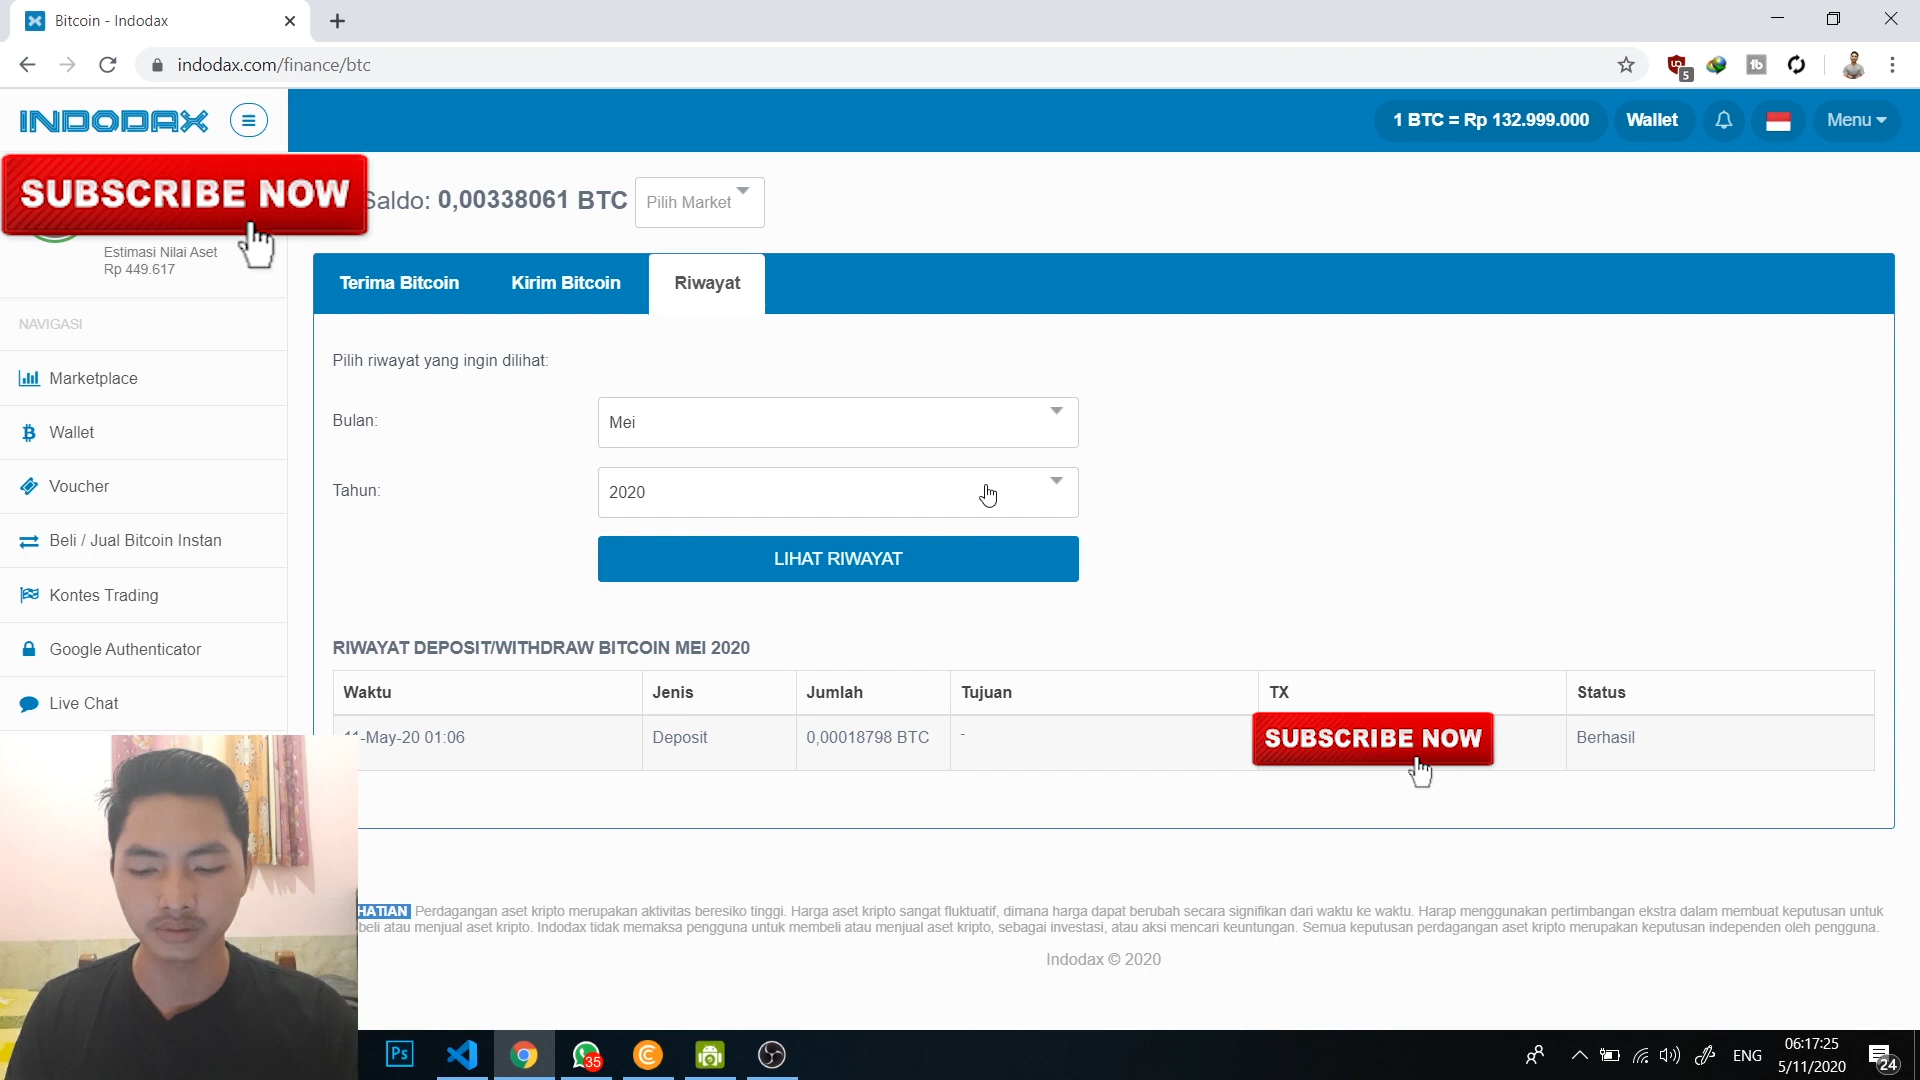 Bitcoin - Indodax
indodax.com/finance/btc
5
INDODAX
1 BTC = Rp 132.999.000
Wallet
Menu
SUBSCRIBE NOW
Saldo: 0,00338061 BTC
Pilih Market
Estimasi Nilai Aset
Rp 449.617
NAVIGASI
Marketplace
Wallet
Voucher
Beli / Jual Bitcoin Instan
Kontes Trading
Google Authenticator
Live Chat
Terima Bitcoin
Kirim Bitcoin
Riwayat
Pilih riwayat yang ingin dilihat:
Bulan:
Mei
Tahun:
2020
LIHAT RIWAYAT
RIWAYAT DEPOSIT/WITHDRAW BITCOIN MEI 2020
Waktu Jenis Jumlah Tujuan TX Status
11-May-20 01:06 Deposit 0,00018798 BTC - SUBSCRIBE NOW Berhasil
HATIAN Perdagangan aset kripto merupakan aktivitas beresiko tinggi. Harga aset kripto sangat fluktuatif, dimana harga dapat berubah secara signifikan dari waktu ke waktu. Harap menggunakan pertimbangan ekstra dalam membuat keputusan untuk
beli atau menjual aset kripto. Indodax tidak memaksa pengguna untuk membeli atau menjual aset kripto, sebagai investasi, atau aksi mencari keuntungan. Semua keputusan perdagangan aset kripto merupakan keputusan independen oleh pengguna.
Indodax © 2020
Ps
35
ENG
06:17:25
5/11/2020
24